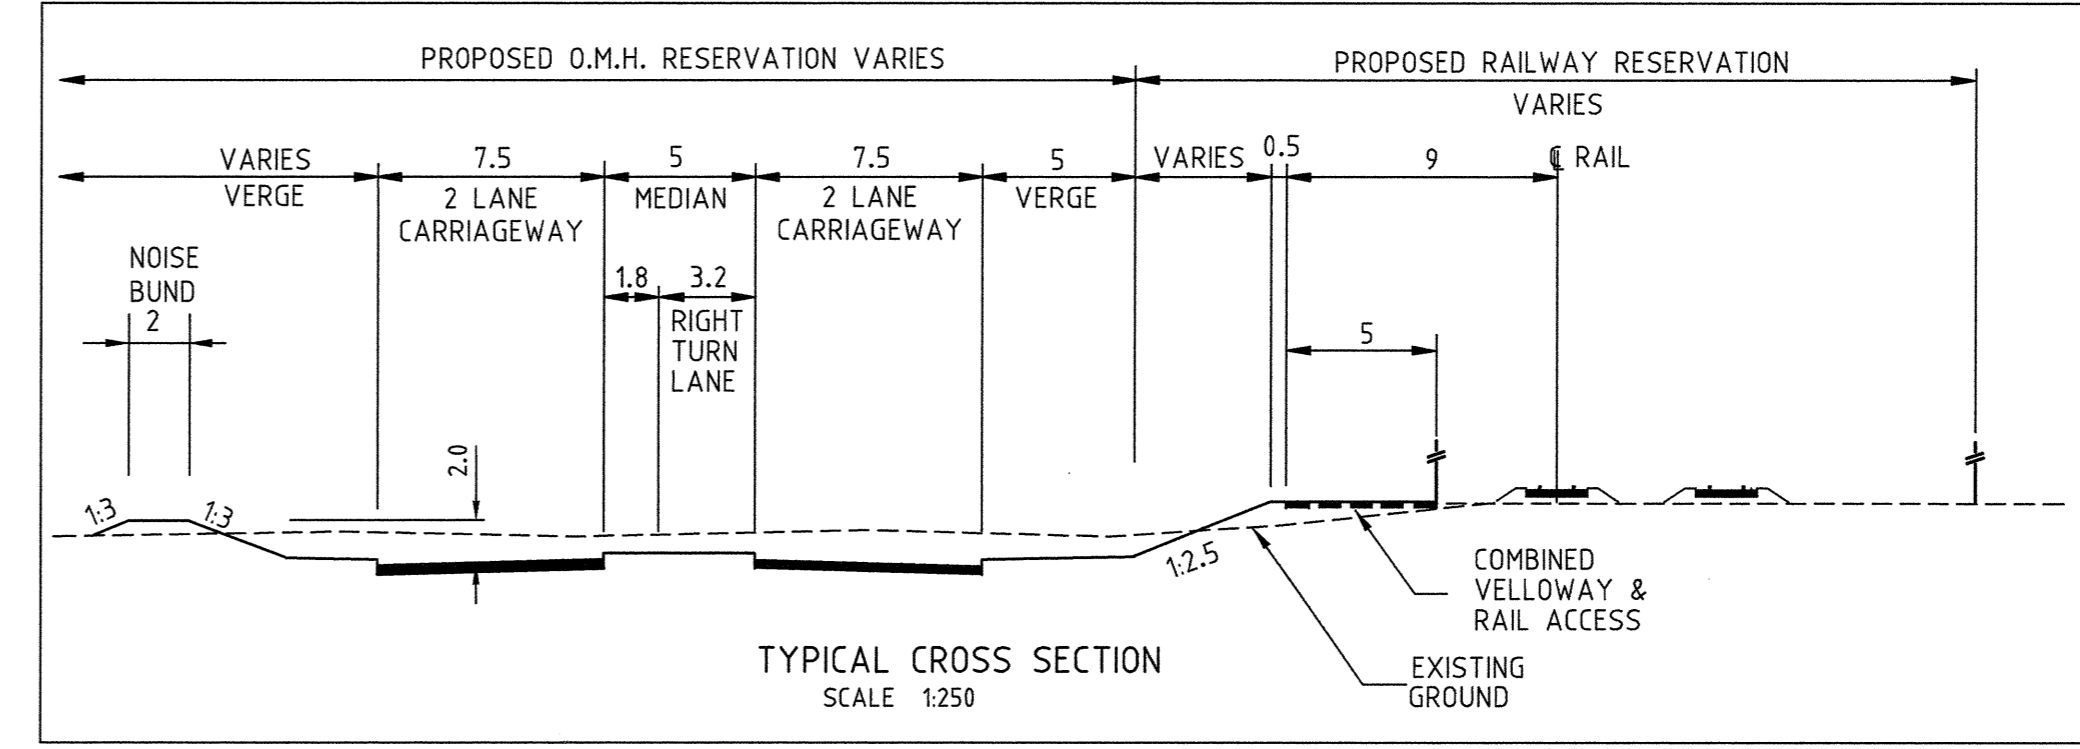 PROPOSED O.M.H. RESERVATION VARIES
PROPOSED RAILWAY RESERVATION
VARIES
VARIES
VERGE
7.5
2 LANE
CARRIAGEWAY
5
MEDIAN
7.5
2 LANE
CARRIAGEWAY
5
VERGE
VARIES
0.5
9
℄ RAIL
NOISE
BUND
2
1.8
3.2
RIGHT
TURN
LANE
5
2.0
1:3
1:3
1:2.5
COMBINED
VELLOWAY &
RAIL ACCESS
EXISTING
GROUND
TYPICAL CROSS SECTION
SCALE 1:250